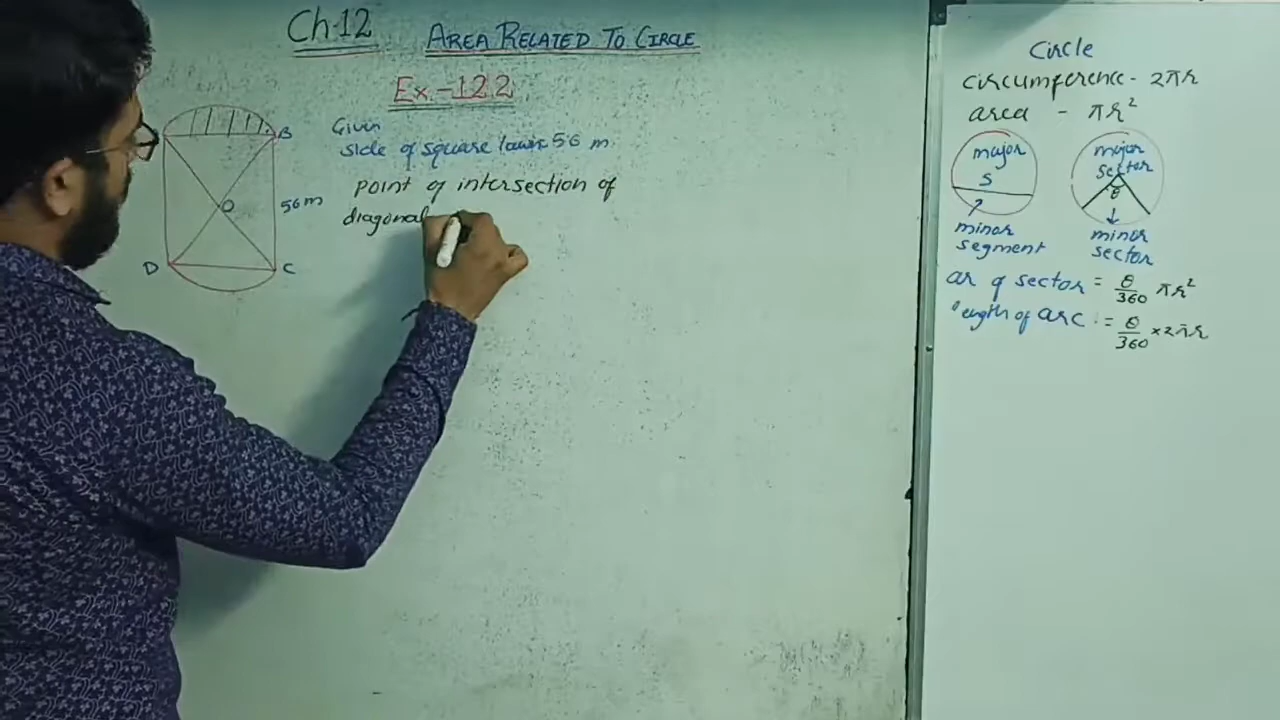 Ch-12
AREA RELATED TO CIRCLE
Ex.-12.2
Given
side of square lawn 56 m.
point of intersection of
diagonal
B
O
56m
D
C
Circle
circumference - 2πr
area - πr²
major
S
minor
segment
major
sector
θ
minor
sector
ar of sector = θ/360 πr²
length of arc. = θ/360 × 2πr